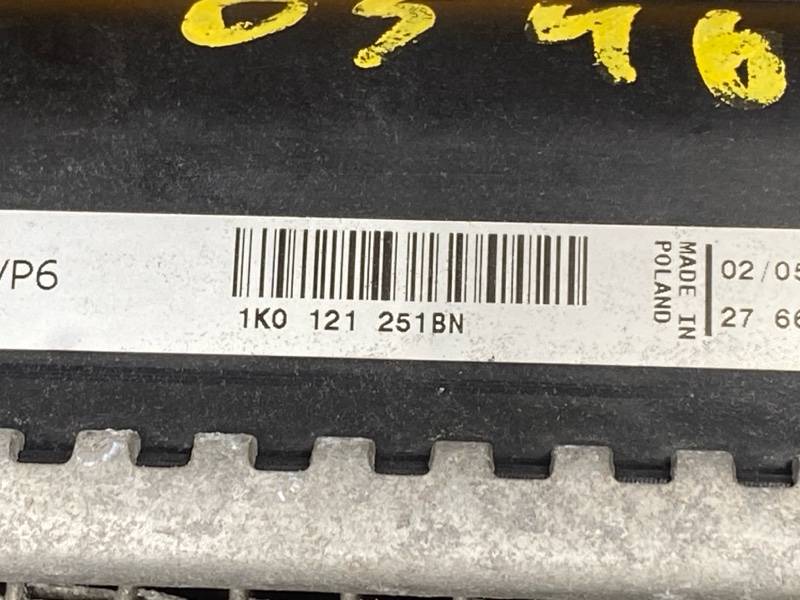 /P6
1K0 121 251BN
MADE IN
POLAND
02/05
27 66